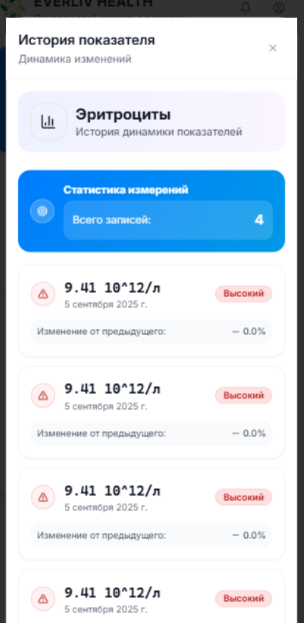 EVERLIV HEALTH
История показателя
Динамика изменений
Эритроциты
История динамики показателей
Статистика измерений
Всего записей: 4
9.41 10^12/л
Высокий
5 сентября 2025 г.
Изменение от предыдущего: — 0.0%
9.41 10^12/л
Высокий
5 сентября 2025 г.
Изменение от предыдущего: — 0.0%
9.41 10^12/л
Высокий
5 сентября 2025 г.
Изменение от предыдущего: — 0.0%
9.41 10^12/л
Высокий
5 сентября 2025 г.